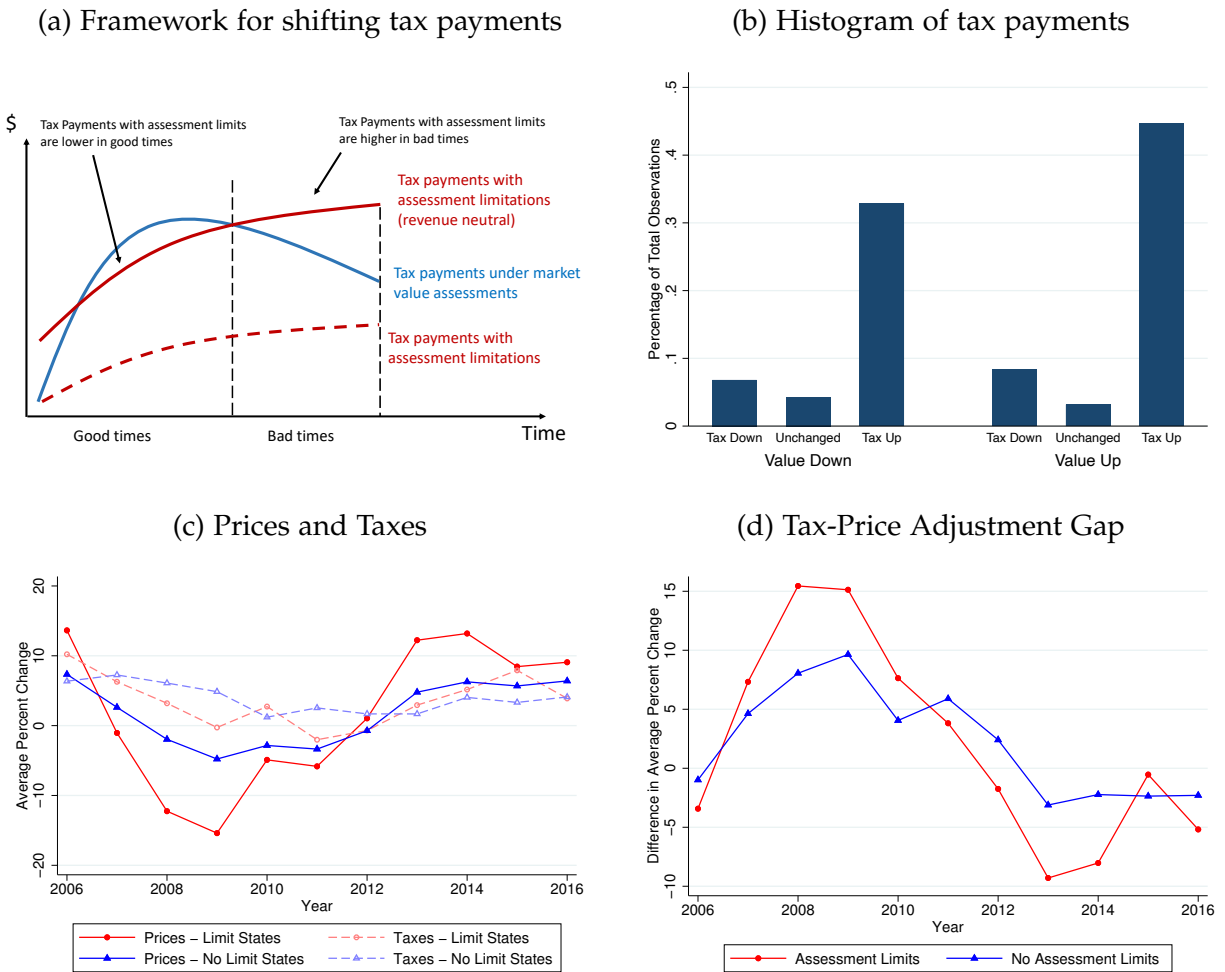 (a) Framework for shifting tax payments
$
Tax Payments with assessment limits
are lower in good times
Tax Payments with assessment limits
are higher in bad times
Tax payments with
assessment limitations
(revenue neutral)
Tax payments under market
value assessments
Tax payments with
assessment limitations
Good times
Bad times
Time
(b) Histogram of tax payments
Percentage of Total Observations
.5
.4
.3
.2
.1
0
Tax Down Unchanged Tax Up
Value Down
Tax Down Unchanged Tax Up
Value Up
(c) Prices and Taxes
Average Percent Change
20
10
0
-10
-20
2006 2008 2010 2012 2014 2016
Year
Prices − Limit States
Taxes − Limit States
Prices − No Limit States
Taxes − No Limit States
(d) Tax-Price Adjustment Gap
Difference in Average Percent Change
15
10
5
0
-5
-10
2006 2008 2010 2012 2014 2016
Year
Assessment Limits
No Assessment Limits